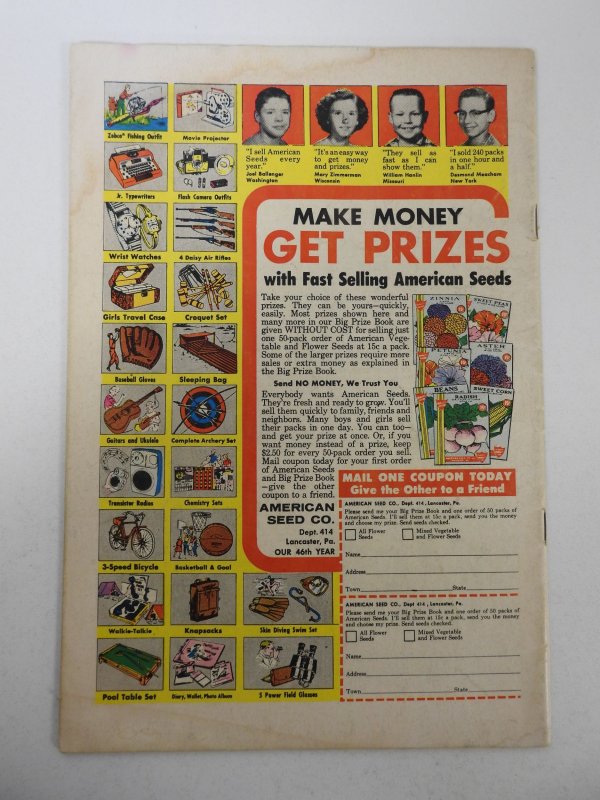 Zebco® Fishing Outfit
Movie Projector
Jr. Typewriters
Flash Camera Outfits
Wrist Watches
4 Daisy Air Rifles
Girls Travel Case
Croquet Set
Baseball Gloves
Sleeping Bag
Guitars and Ukulele
Complete Archery Set
Transistor Radios
Chemistry Sets
3-Speed Bicycle
Basketball & Goal
Walkie-Talkie
Knapsacks
Skin Diving Swim Set
Pool Table Set
Diary, Wallet, Photo Album
5 Power Field Glasses
"I sell American
Seeds every
year."
Joel Ballenger
Washington
"It's an easy way
to get money
and prizes."
Mary Zimmerman
Wisconsin
"They sell as
fast as I can
show them."
William Hanlin
Missouri
"I sold 240 packs
in one hour and
a half."
Desmond Meacham
New York
MAKE MONEY
GET PRIZES
with Fast Selling American Seeds
Take your choice of these wonderful
prizes. They can be yours—quickly,
easily. Most prizes shown here and
many more in our Big Prize Book are
given WITHOUT COST for selling just
one 50-pack order of American Vege-
table and Flower Seeds at 15c a pack.
Some of the larger prizes require more
sales or extra money as explained in
the Big Prize Book.
Send NO MONEY, We Trust You
Everybody wants American Seeds.
They're fresh and ready to grow. You'll
sell them quickly to family, friends and
neighbors. Many boys and girls sell
their packs in one day. You can too—
and get your prize at once. Or, if you
want money instead of a prize, keep
$2.50 for every 50-pack order you sell.
Mail coupon today for your first order
of American Seeds
and Big Prize Book
—give the other
coupon to a friend.
AMERICAN
SEED CO.
Dept. 414
Lancaster, Pa.
OUR 46th YEAR
ZINNIA
SWEET PEAS
PETUNIA
ASTER
BEANS
SWEET CORN
RADISH
MAIL ONE COUPON TODAY
Give the Other to a Friend
AMERICAN SEED CO., Dept. 414, Lancaster, Pa.
Please send me your Big Prize Book and one order of 50 packs of
American Seeds. I'll sell them at 15c a pack, send you the money
and choose my prize. Send seeds checked.
All Flower
Seeds
Mixed Vegetable
and Flower Seeds
Name
Address
Town State
AMERICAN SEED CO., Dept 414, Lancaster, Pa.
Please send me your Big Prize Book and one order of 50 packs of
American Seeds. I'll sell them at 15c a pack, send you the money
and choose my prize. Send seeds checked.
All Flower
Seeds
Mixed Vegetable
and Flower Seeds
Name
Address
Town State